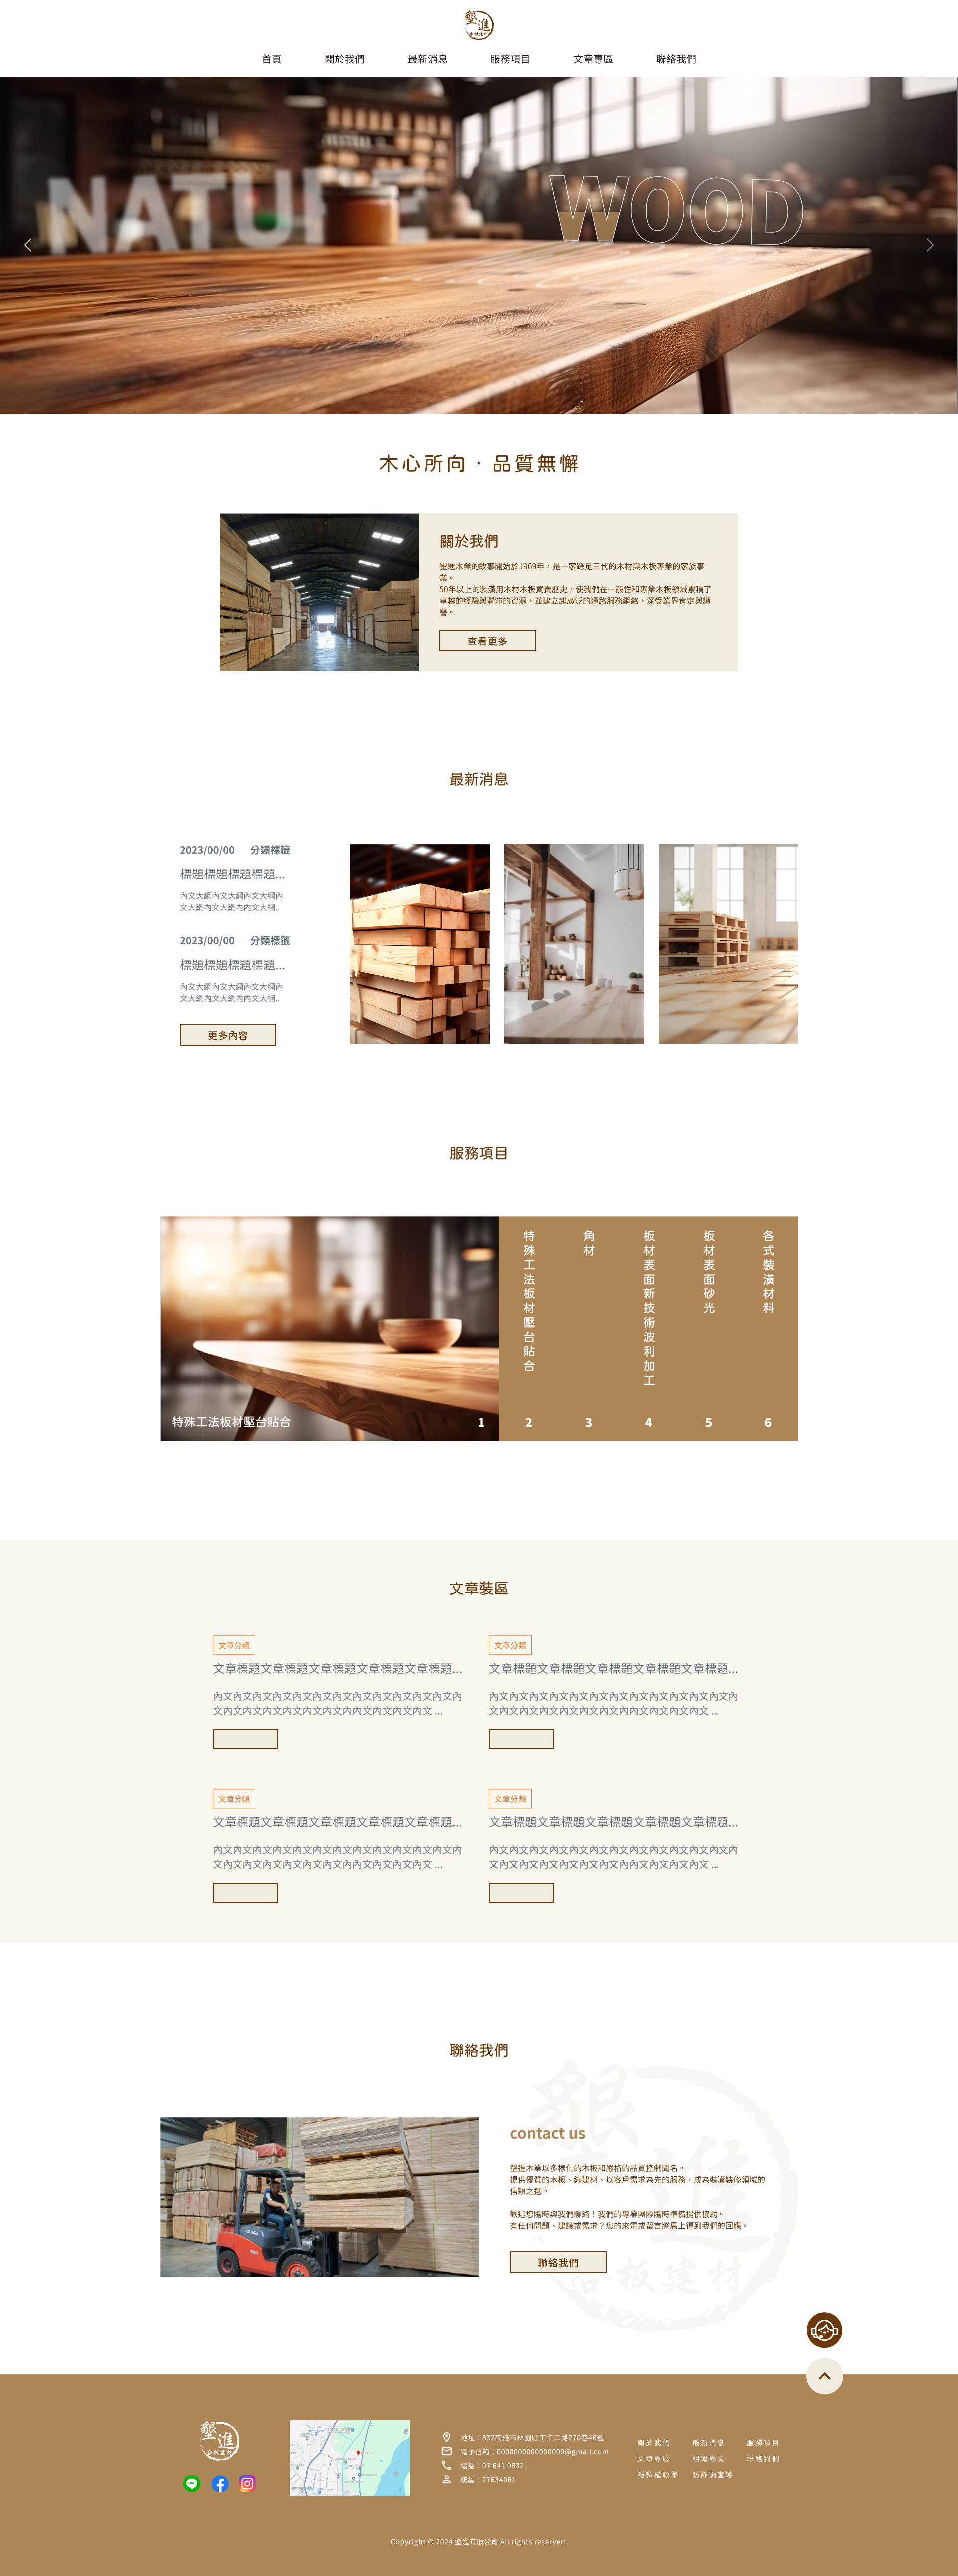 墾進
合板建材
首頁
關於我們
最新消息
服務項目
文章專區
聯絡我們
WOOD
木心所向·品質無懈
關於我們
墾進木業的故事開始於1969年，是一家跨足三代的木材與木板專業的家族事
業。
50年以上的裝潢用木材木板買賣歷史，使我們在一般性和專業木板領域累積了
卓越的經驗與豐沛的資源，並建立起廣泛的通路服務網絡，深受業界肯定與讚
譽。
查看更多
最新消息
2023/00/00 分類標籤
標題標題標題標題...
內文大綱內文大綱內文大綱內
文大綱內文大綱內內文大綱..
2023/00/00 分類標籤
標題標題標題標題...
內文大綱內文大綱內文大綱內
文大綱內文大綱內內文大綱..
更多內容
服務項目
特殊工法板材壓台貼合
1
特殊工法板材壓台貼合
2
角材
3
板材表面新技術波利加工
4
板材表面砂光
5
各式裝潢材料
6
文章裝區
文章分類
文章標題文章標題文章標題文章標題文章標題...
內文內文內文內文內文內文內文內文內文內文內文內文內
文內文內文內文內文內文內文內文內文內文內文 ...
文章分類
文章標題文章標題文章標題文章標題文章標題...
內文內文內文內文內文內文內文內文內文內文內文內文內
文內文內文內文內文內文內文內文內文內文內文 ...
文章分類
文章標題文章標題文章標題文章標題文章標題...
內文內文內文內文內文內文內文內文內文內文內文內文內
文內文內文內文內文內文內文內文內文內文內文 ...
文章分類
文章標題文章標題文章標題文章標題文章標題...
內文內文內文內文內文內文內文內文內文內文內文內文內
文內文內文內文內文內文內文內文內文內文內文 ...
聯絡我們
contact us
墾進木業以多樣化的木板和嚴格的品質控制聞名。
提供優質的木板、綠建材、以客戶需求為先的服務，成為裝潢裝修領域的
信賴之選。
歡迎您隨時與我們聯絡！我們的專業團隊隨時準備提供協助。
有任何問題、建議或需求？您的來電或留言將馬上得到我們的回應。
聯絡我們
墾進
合板建材
墾進
合板建材
地址：832高雄市林園區工業二路270巷46號
電子信箱：0000000000000000@gmail.com
電話：07 641 0632
統編：27634061
關於我們 最新消息 服務項目
文章專區 相簿專區 聯絡我們
隱私權政策 防詐騙宣導
Copyright © 2024 墾進有限公司 All rights reserved.